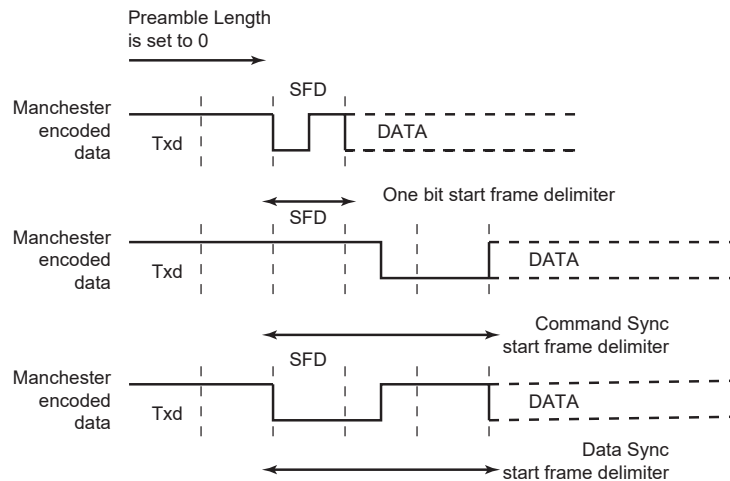 Preamble Length
is set to 0
SFD
Manchester
encoded
data
Txd
DATA
One bit start frame delimiter
SFD
Manchester
encoded
data
Txd
DATA
Command Sync
start frame delimiter
SFD
Manchester
encoded
data
Txd
DATA
Data Sync
start frame delimiter